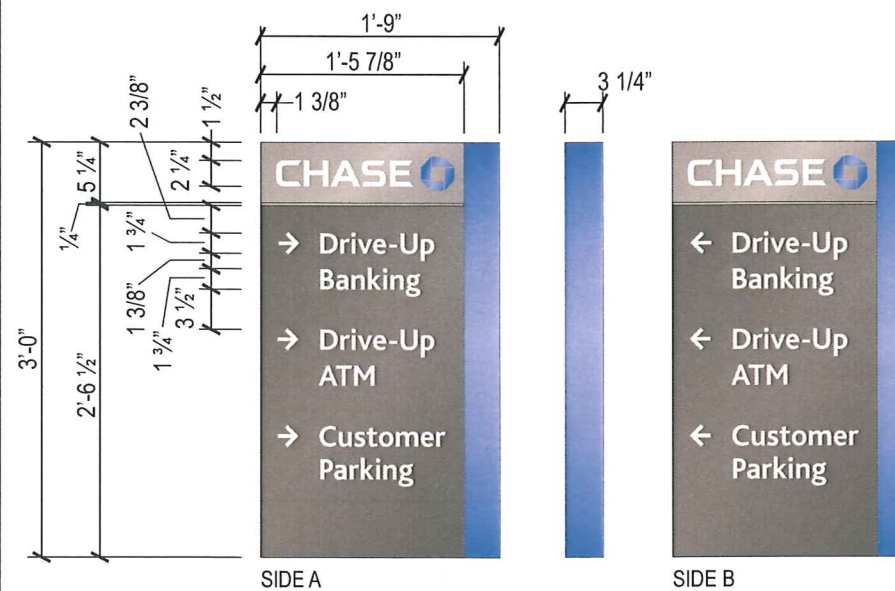 1'-9”
1'-5 7/8”
1 3/8”
3 1/4”
2 3/8”
1 ½”
5 ¼”
2 ¼”
¼”
1 ¾”
1 3/8”
1 ¾”
3 ½”
3'-0”
2'-6 ½”
CHASE
→ Drive-Up
Banking
→ Drive-Up
ATM
→ Customer
Parking
SIDE A
CHASE
← Drive-Up
Banking
← Drive-Up
ATM
← Customer
Parking
SIDE B